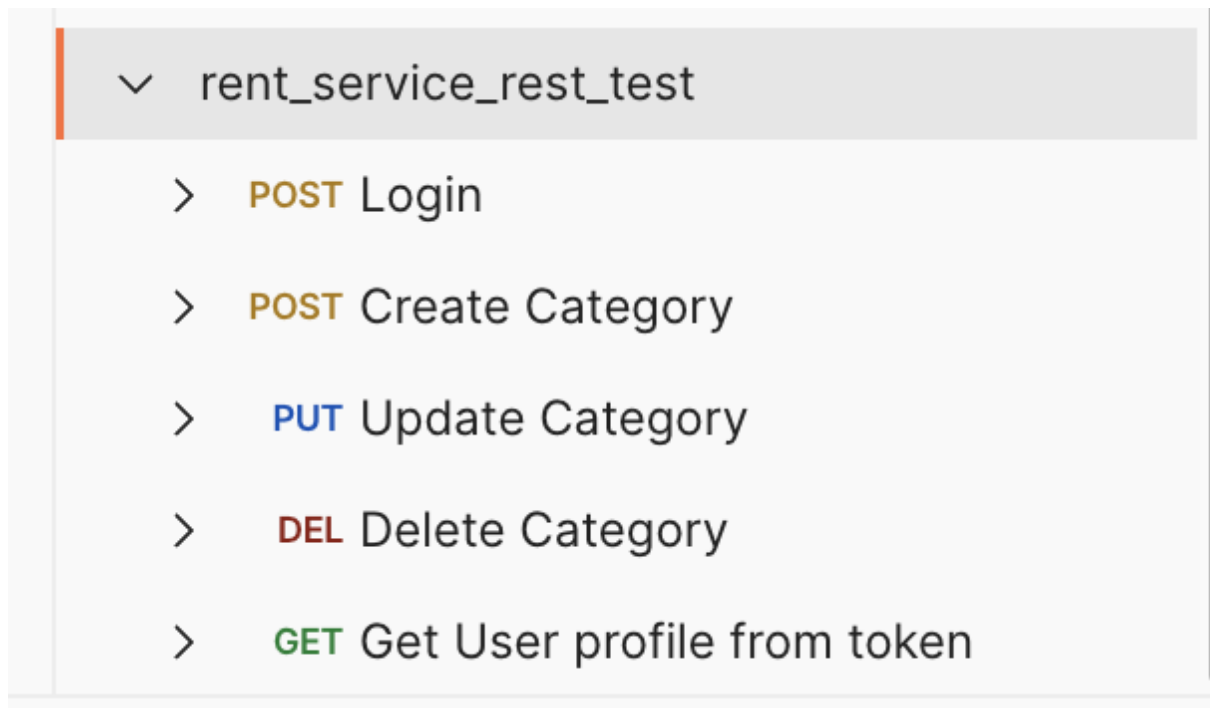 rent_service_rest_test
POST Login
POST Create Category
PUT Update Category
DEL Delete Category
GET Get User profile from token